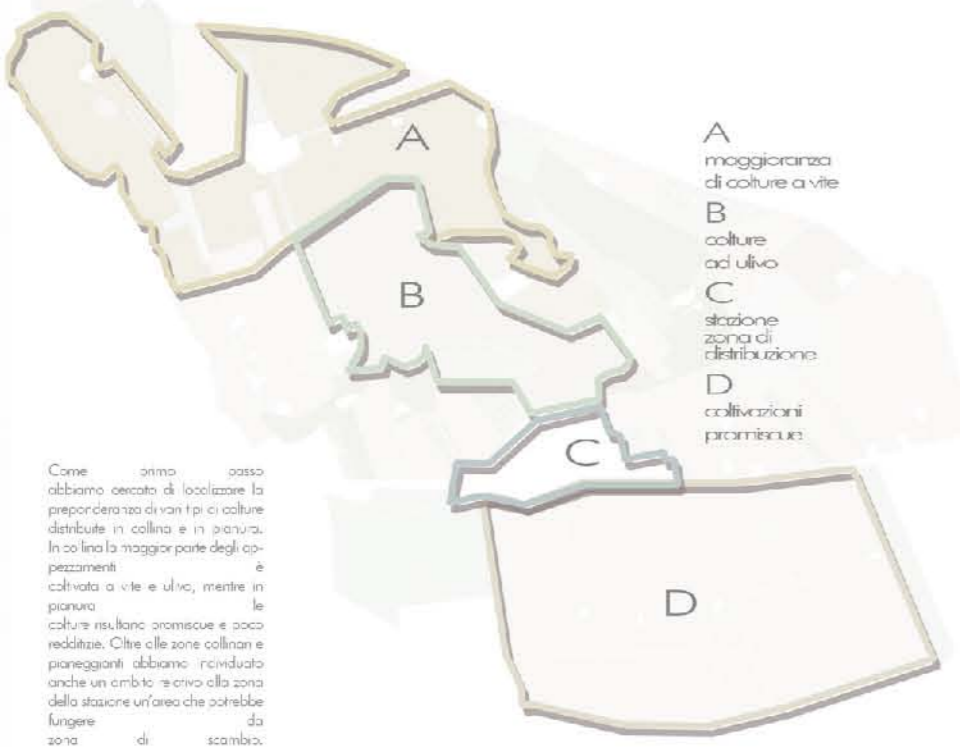 A
B
C
D
A
maggioranza
di colture a vite
B
colture
ad ulivo
C
stazione
zona di
distribuzione
D
coltivazioni
promiscue
Come primo passo
abbiamo cercato di localizzare la
preponderanza di vari tipi di colture
distribuite in collina e in pianura.
In collina la maggior parte degli ap-
pezzamenti è
coltivata a vite e ulivo, mentre in
pianura le
colture risultano promiscue e poco
redditizie. Oltre alle zone collinari e
pianeggianti abbiamo individuato
anche un ambito relativo alla zona
della stazione un'area che potrebbe
fungere da
zona di scambio.